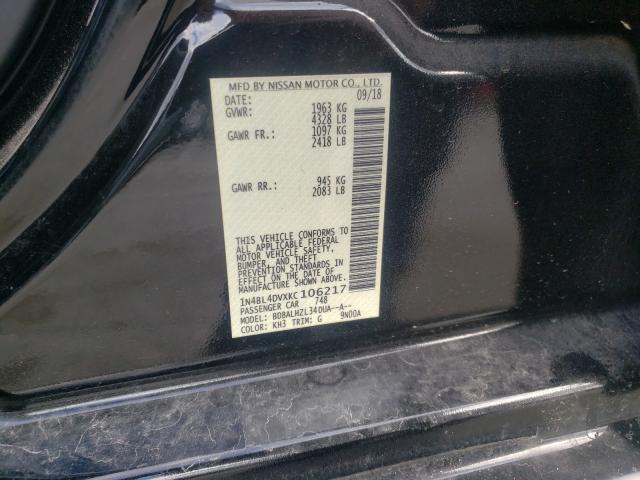 MFD BY NISSAN MOTOR CO., LTD.
DATE: 09/18
GVWR: 1963 KG
4328 LB
GAWR FR.: 1097 KG
2418 LB
GAWR RR.: 945 KG
2083 LB
THIS VEHICLE CONFORMS TO
ALL APPLICABLE FEDERAL
MOTOR VEHICLE SAFETY,
BUMPER, AND THEFT
PREVENTION STANDARDS IN
EFFECT ON THE DATE OF
MANUFACTURE SHOWN ABOVE.
1N4BL4DVXKC106217
PASSENGER CAR 748
MODEL: BDBALHZL34DUA--A--
COLOR: KH3 TRIM: G 9N00A